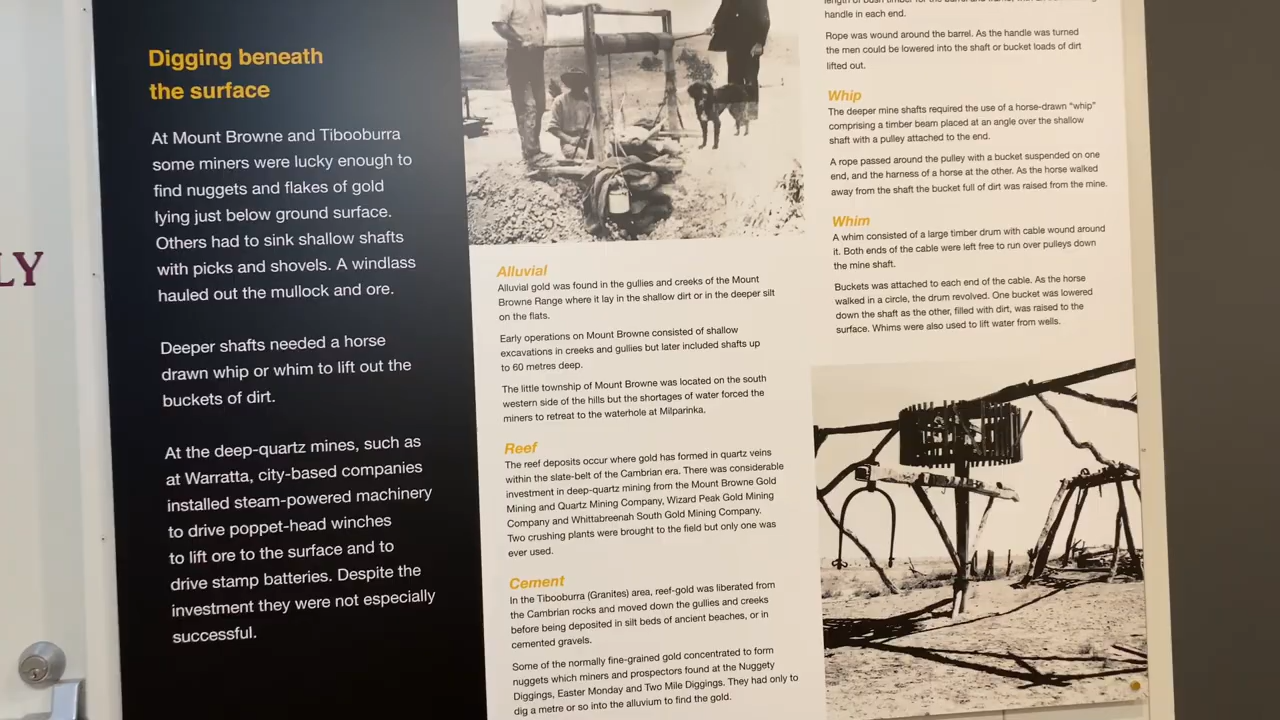 LY
Digging beneath
the surface
At Mount Browne and Tibooburra
some miners were lucky enough to
find nuggets and flakes of gold
lying just below ground surface.
Others had to sink shallow shafts
with picks and shovels. A windlass
hauled out the mullock and ore.
Deeper shafts needed a horse
drawn whip or whim to lift out the
buckets of dirt.
At the deep-quartz mines, such as
at Warratta, city-based companies
installed steam-powered machinery
to drive poppet-head winches
to lift ore to the surface and to
drive stamp batteries. Despite the
investment they were not especially
successful.
Alluvial
Alluvial gold was found in the gullies and creeks of the Mount
Browne Range where it lay in the shallow dirt or in the deeper silt
on the flats.
Early operations on Mount Browne consisted of shallow
excavations in creeks and gullies but later included shafts up
to 60 metres deep.
The little township of Mount Browne was located on the south
western side of the hills but the shortages of water forced the
miners to retreat to the waterhole at Milparinka.
Reef
The reef deposits occur where gold has formed in quartz veins
within the slate-belt of the Cambrian era. There was considerable
investment in deep-quartz mining from the Mount Browne Gold
Mining and Quartz Mining Company, Wizard Peak Gold Mining
Company and Whittabreenah South Gold Mining Company.
Two crushing plants were brought to the field but only one was
ever used.
Cement
In the Tibooburra (Granites) area, reef-gold was liberated from
the Cambrian rocks and moved down the gullies and creeks
before being deposited in silt beds of ancient beaches, or in
cemented gravels.
Some of the normally fine-grained gold concentrated to form
nuggets which miners and prospectors found at the Nuggety
Diggings, Easter Monday and Two Mile Diggings. They had only to
dig a metre or so into the alluvium to find the gold.
handle in each end.
Rope was wound around the barrel. As the handle was turned
the men could be lowered into the shaft or bucket loads of dirt
lifted out.
Whip
The deeper mine shafts required the use of a horse-drawn “whip”
comprising a timber beam placed at an angle over the shallow
shaft with a pulley attached to the end.
A rope passed around the pulley with a bucket suspended on one
end, and the harness of a horse at the other. As the horse walked
away from the shaft the bucket full of dirt was raised from the mine.
Whim
A whim consisted of a large timber drum with cable wound around
it. Both ends of the cable were left free to run over pulleys down
the mine shaft.
Buckets was attached to each end of the cable. As the horse
walked in a circle, the drum revolved. One bucket was lowered
down the shaft as the other, filled with dirt, was raised to the
surface. Whims were also used to lift water from wells.